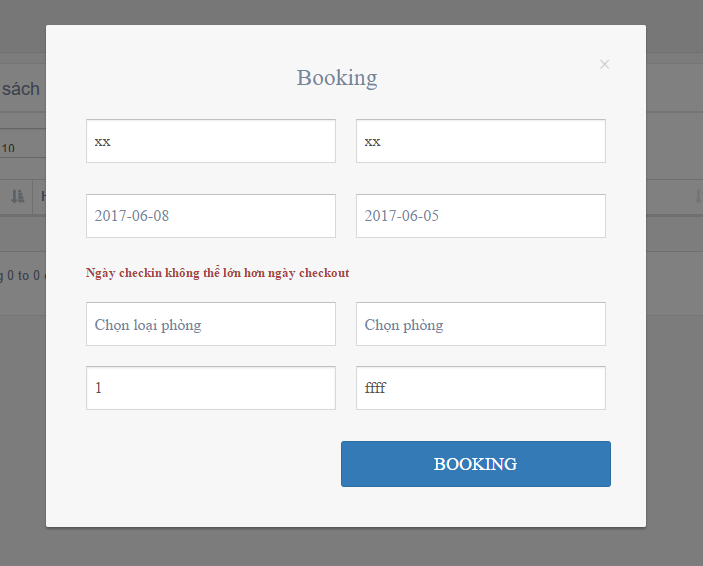 Booking
×
sách
xx
xx
10
2017-06-08
2017-06-05
Ngày checkin không thể lớn hơn ngày checkout
0 to 0
Chọn loại phòng
Chọn phòng
1
ffff
BOOKING